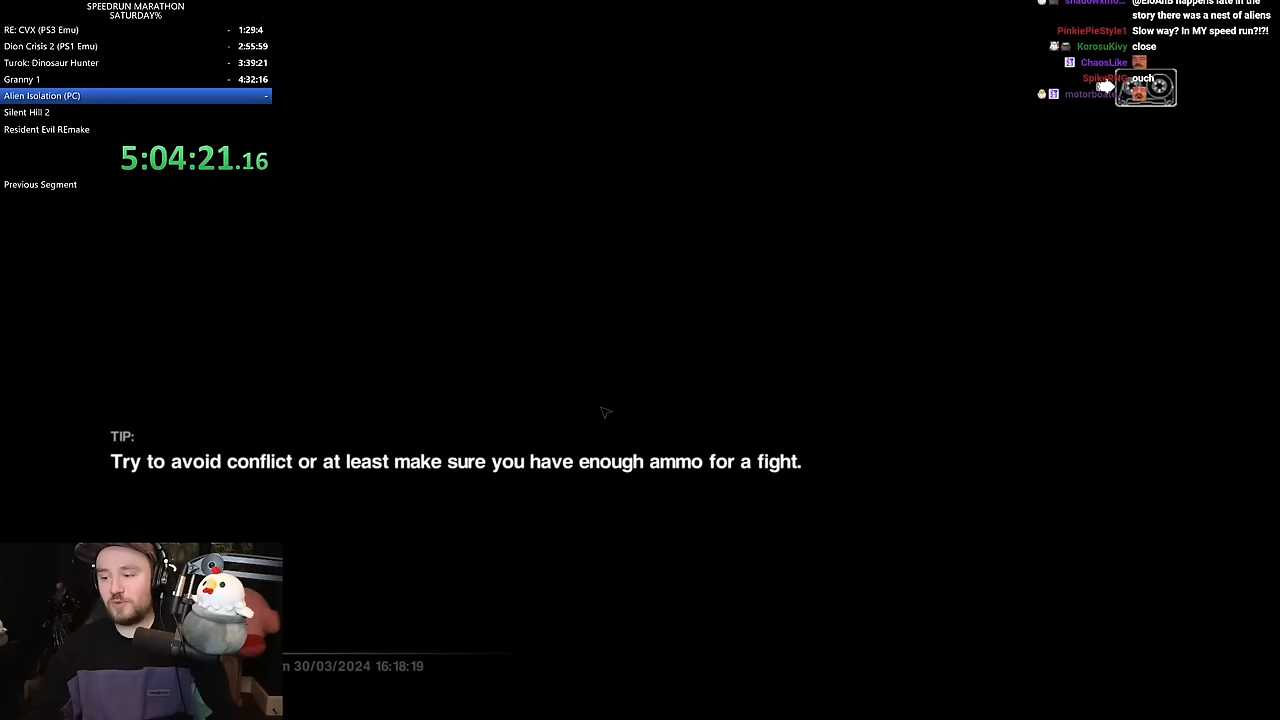 SPEEDRUN MARATHON
SATURDAY%
RE: CVX (PS3 Emu) - 1:29:4
Dion Crisis 2 (PS1 Emu) - 2:55:59
Turok: Dinosaur Hunter - 3:39:21
Granny 1 - 4:32:16
Alien Isolation (PC) -
Silent Hill 2
Resident Evil REmake
5:04:21.16
Previous Segment
happens late in the
story there was a nest of aliens
PinkiePieStyle1 Slow way? In MY speed run?!?!
KorosuKivy close
ChaosLike
ouch
TIP:
Try to avoid conflict or at least make sure you have enough ammo for a fight.
30/03/2024 16:18:19